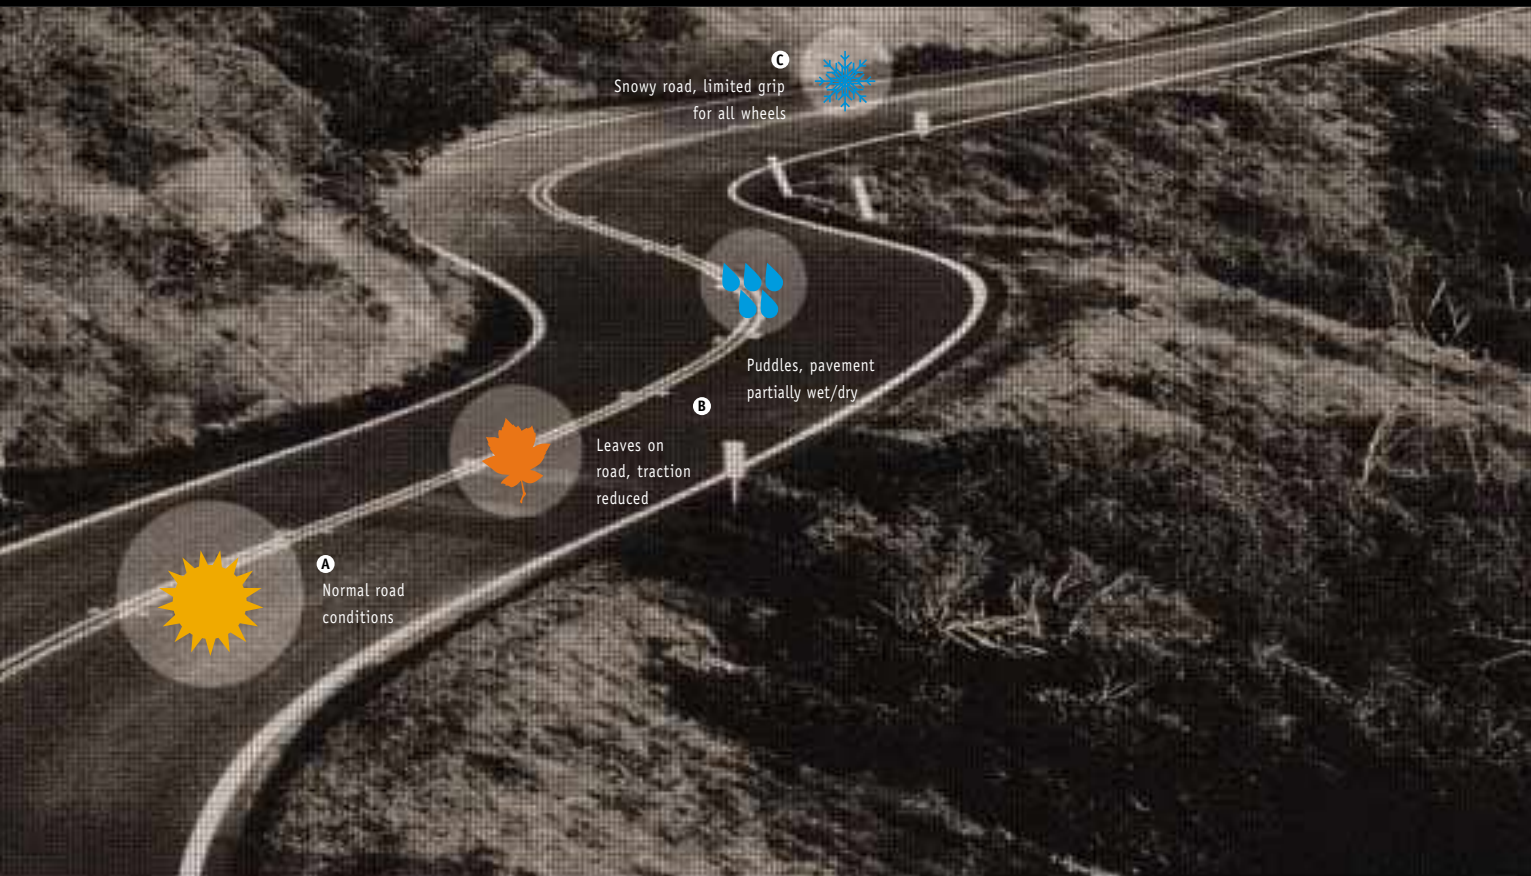 C
Snowy road, limited grip
for all wheels
Puddles, pavement
partially wet/dry
B
Leaves on
road, traction
reduced
A
Normal road
conditions